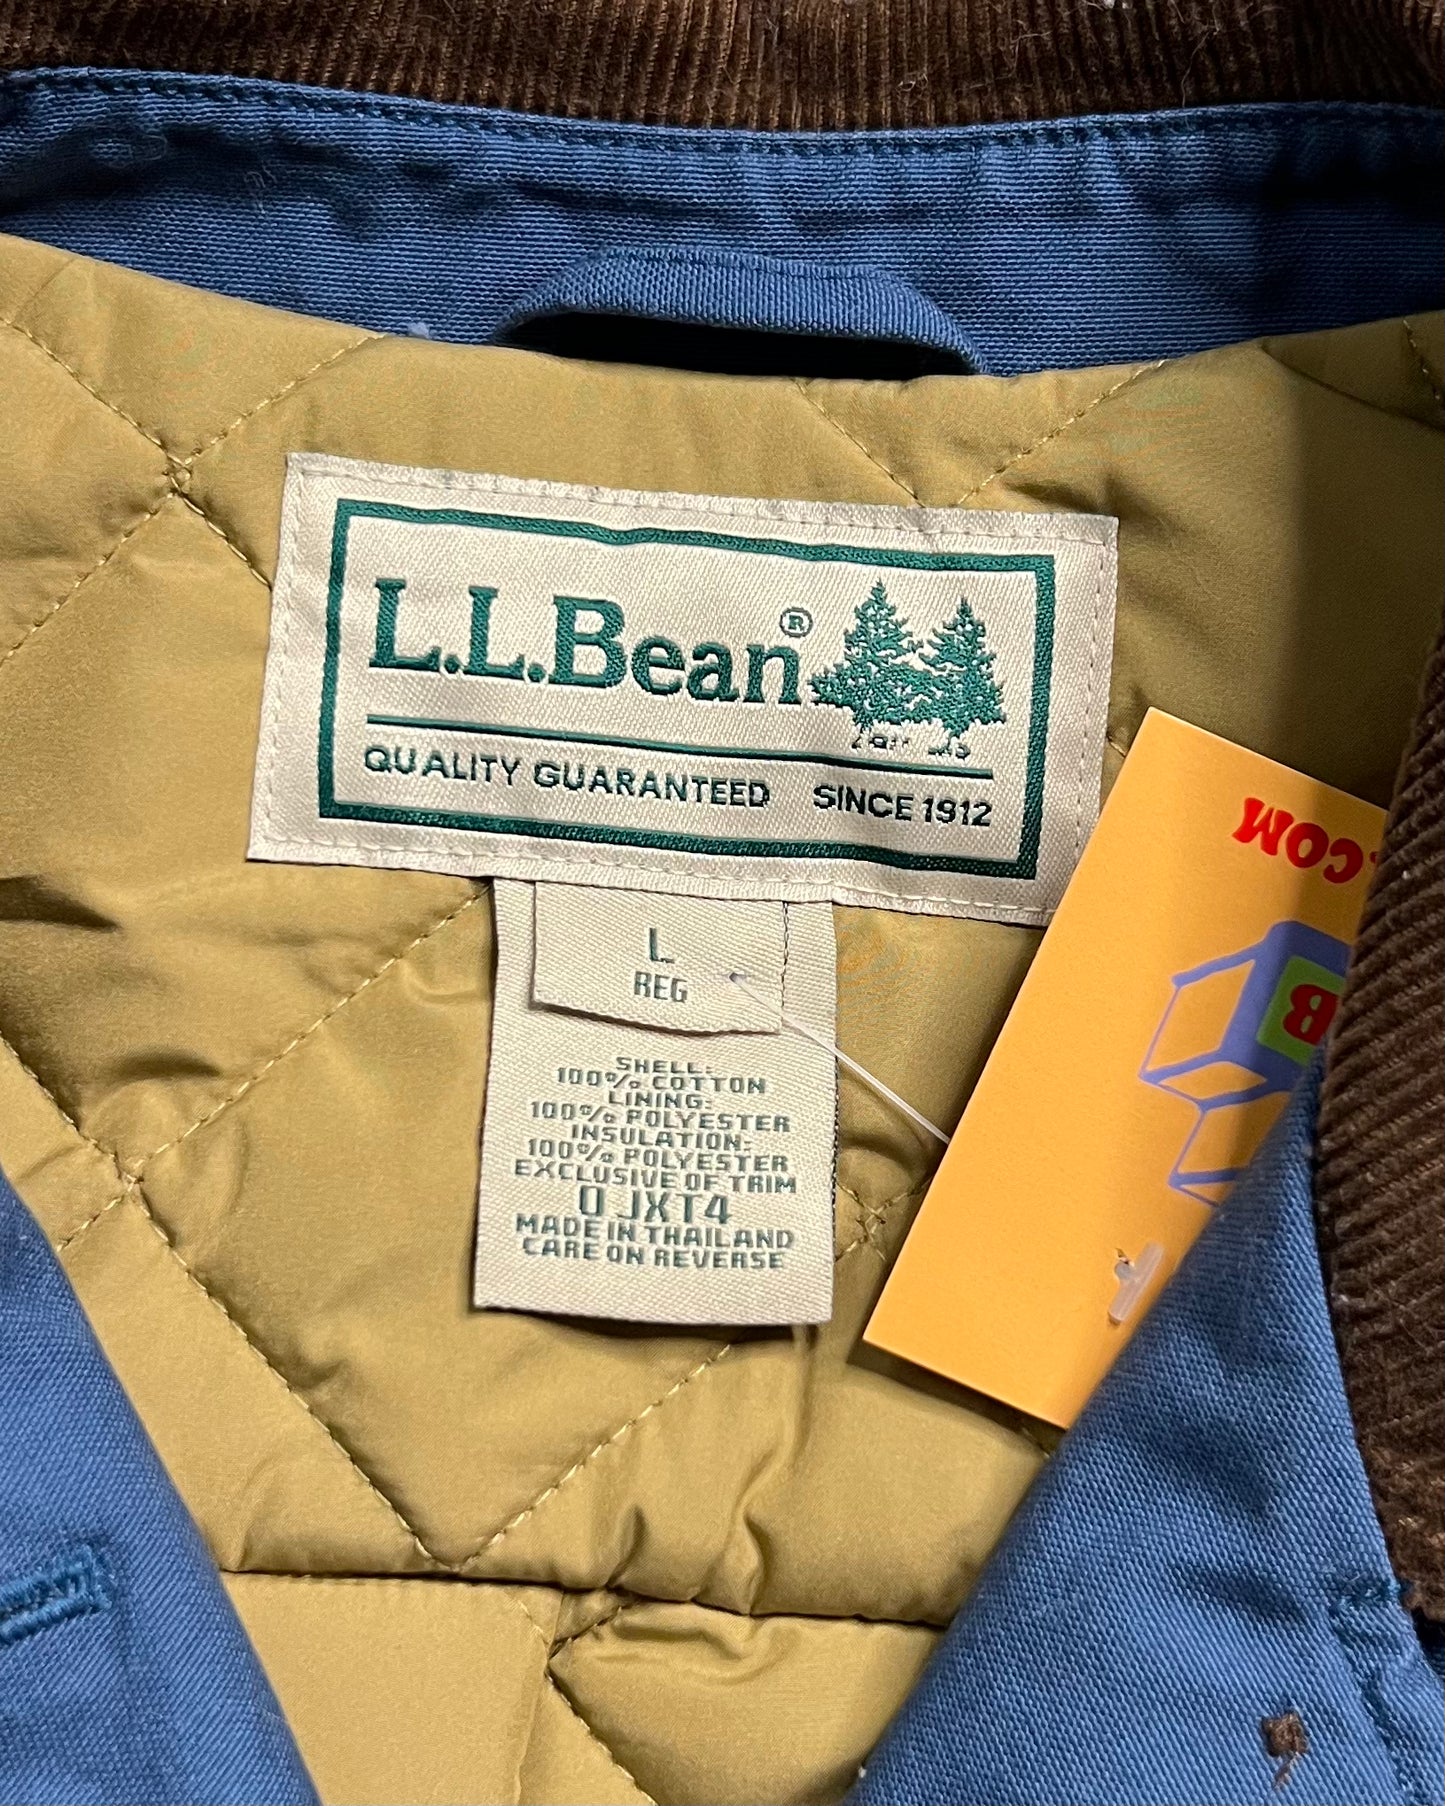 L.L.Bean®
QUALITY GUARANTEED SINCE 1912
L
REG
SHELL:
100% COTTON
LINING:
100% POLYESTER
INSULATION:
100% POLYESTER
EXCLUSIVE OF TRIM
0 JXT4
MADE IN THAILAND
CARE ON REVERSE
.COM
B